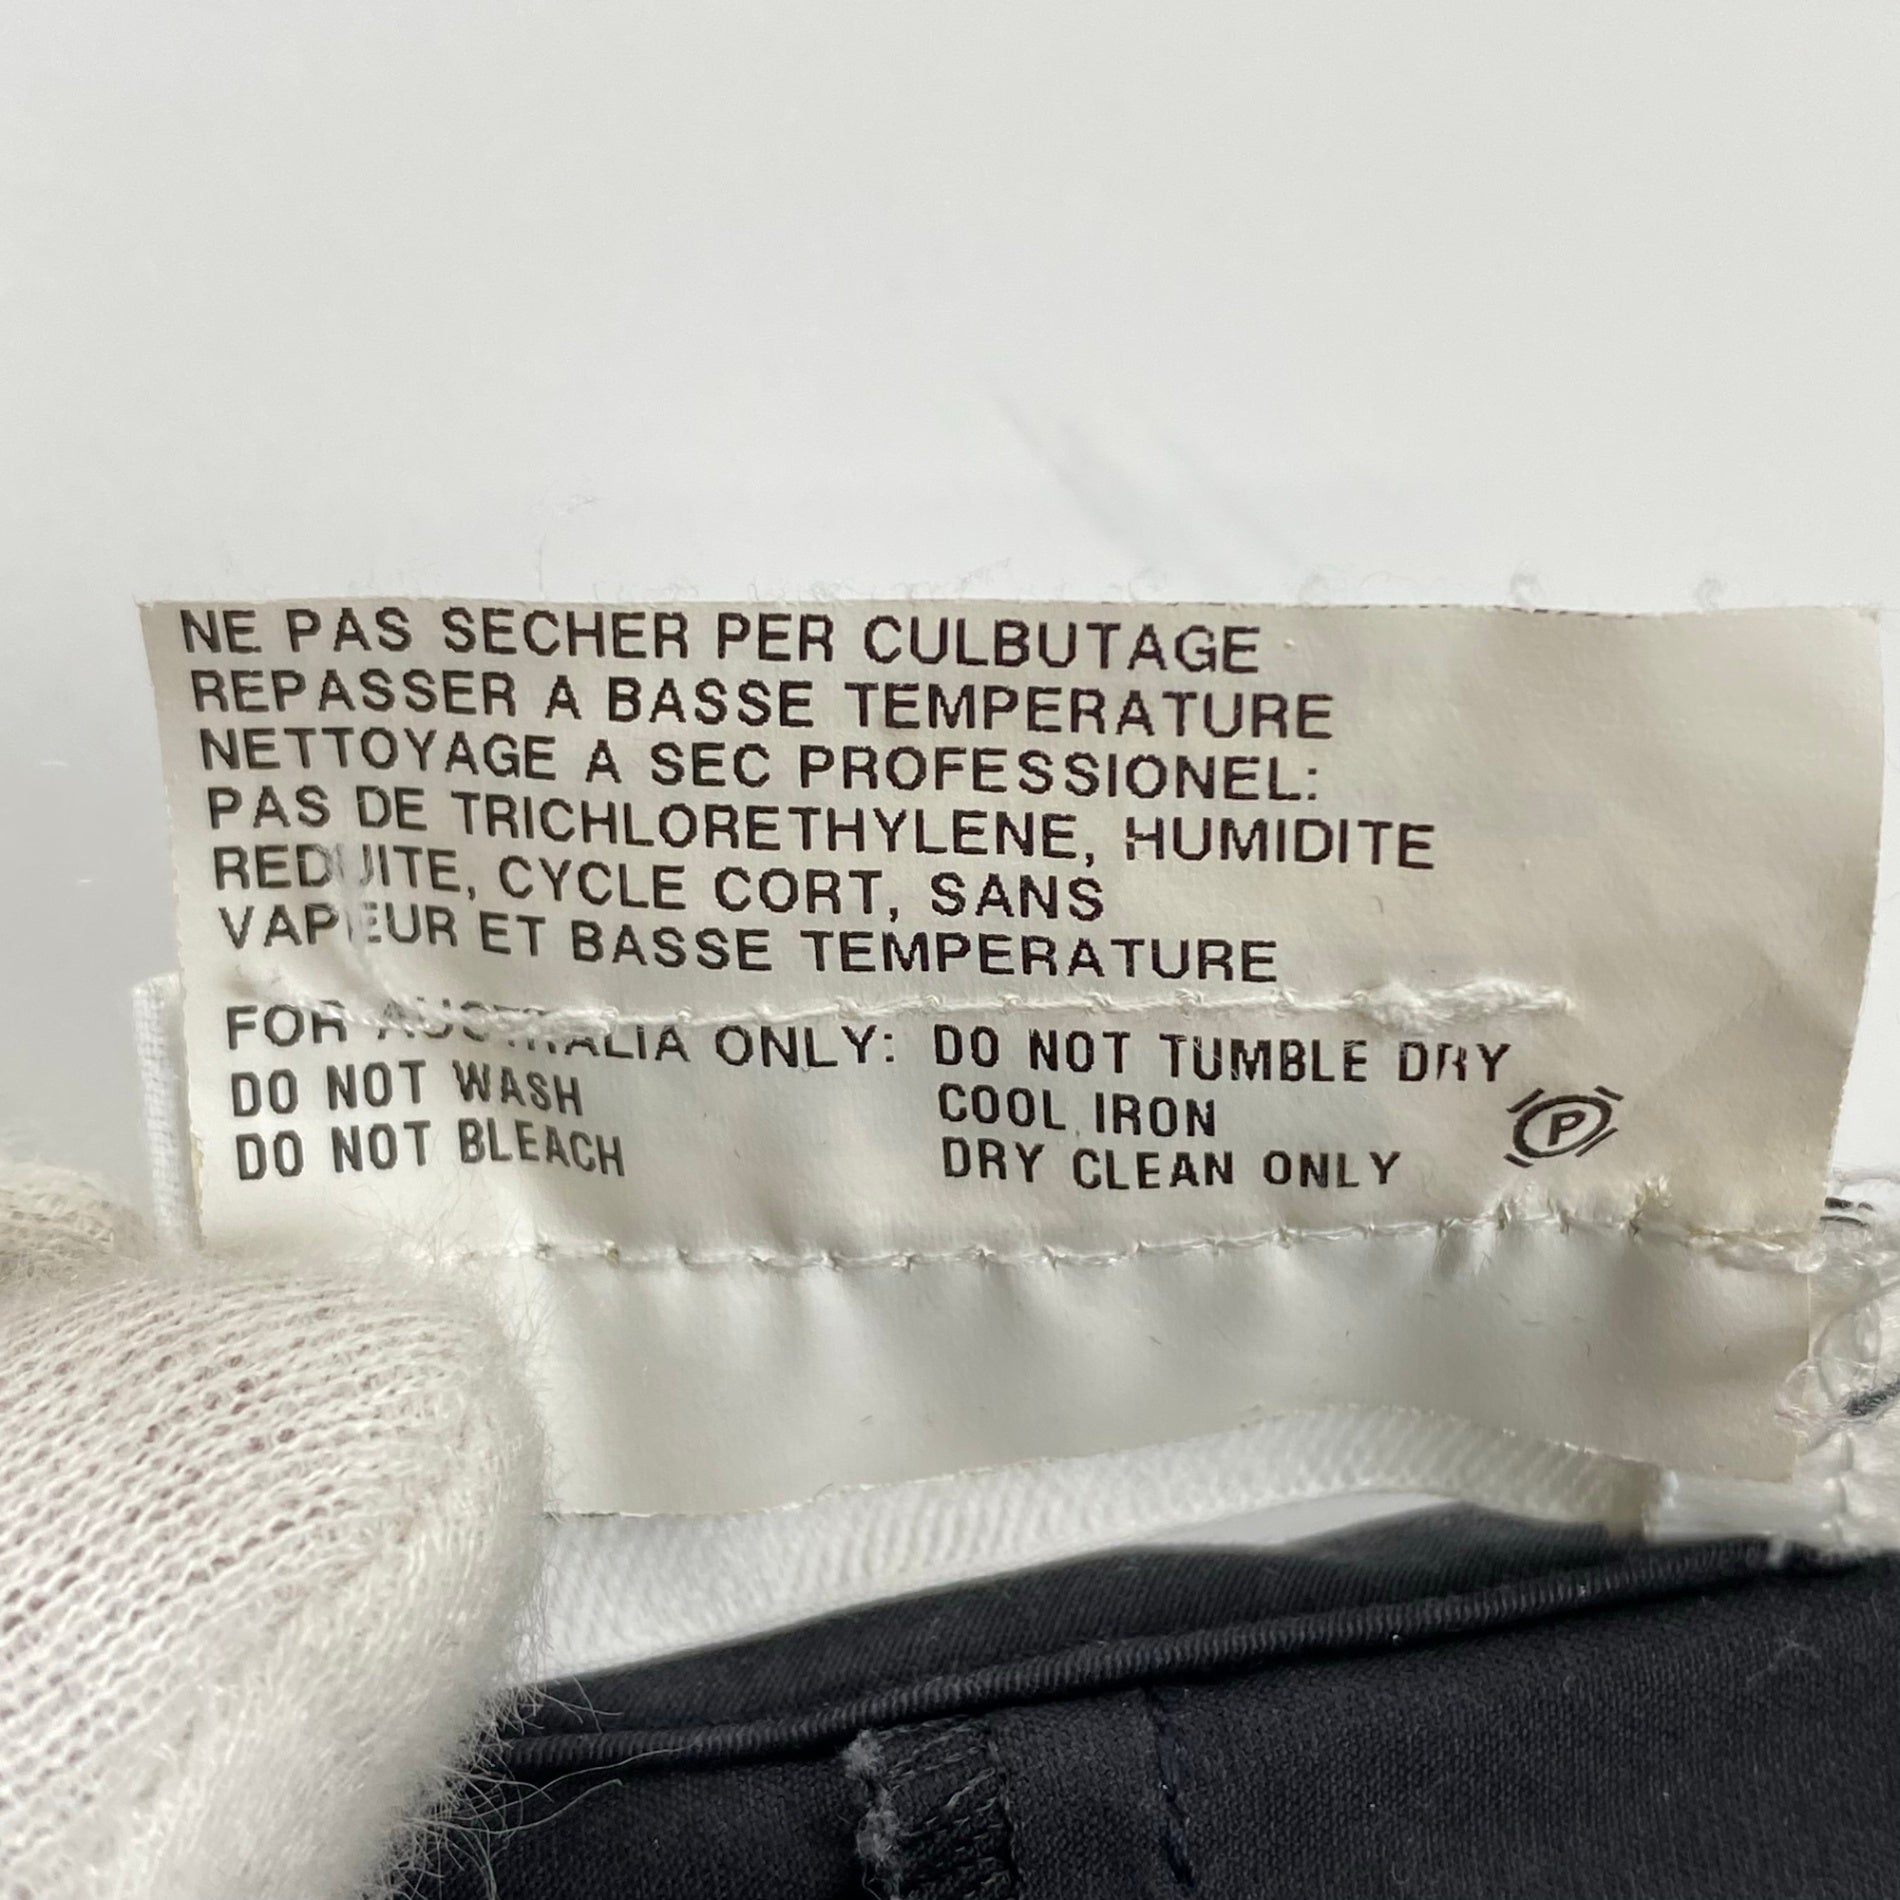 NE PAS SECHER PER CULBUTAGE
REPASSER A BASSE TEMPERATURE
NETTOYAGE A SEC PROFESSIONEL:
PAS DE TRICHLORETHYLENE, HUMIDITE
REDUITE, CYCLE CORT, SANS
VAPEUR ET BASSE TEMPERATURE
FOR AUSTRALIA ONLY:
DO NOT WASH
DO NOT BLEACH
DO NOT TUMBLE DRY
COOL IRON
DRY CLEAN ONLY
P